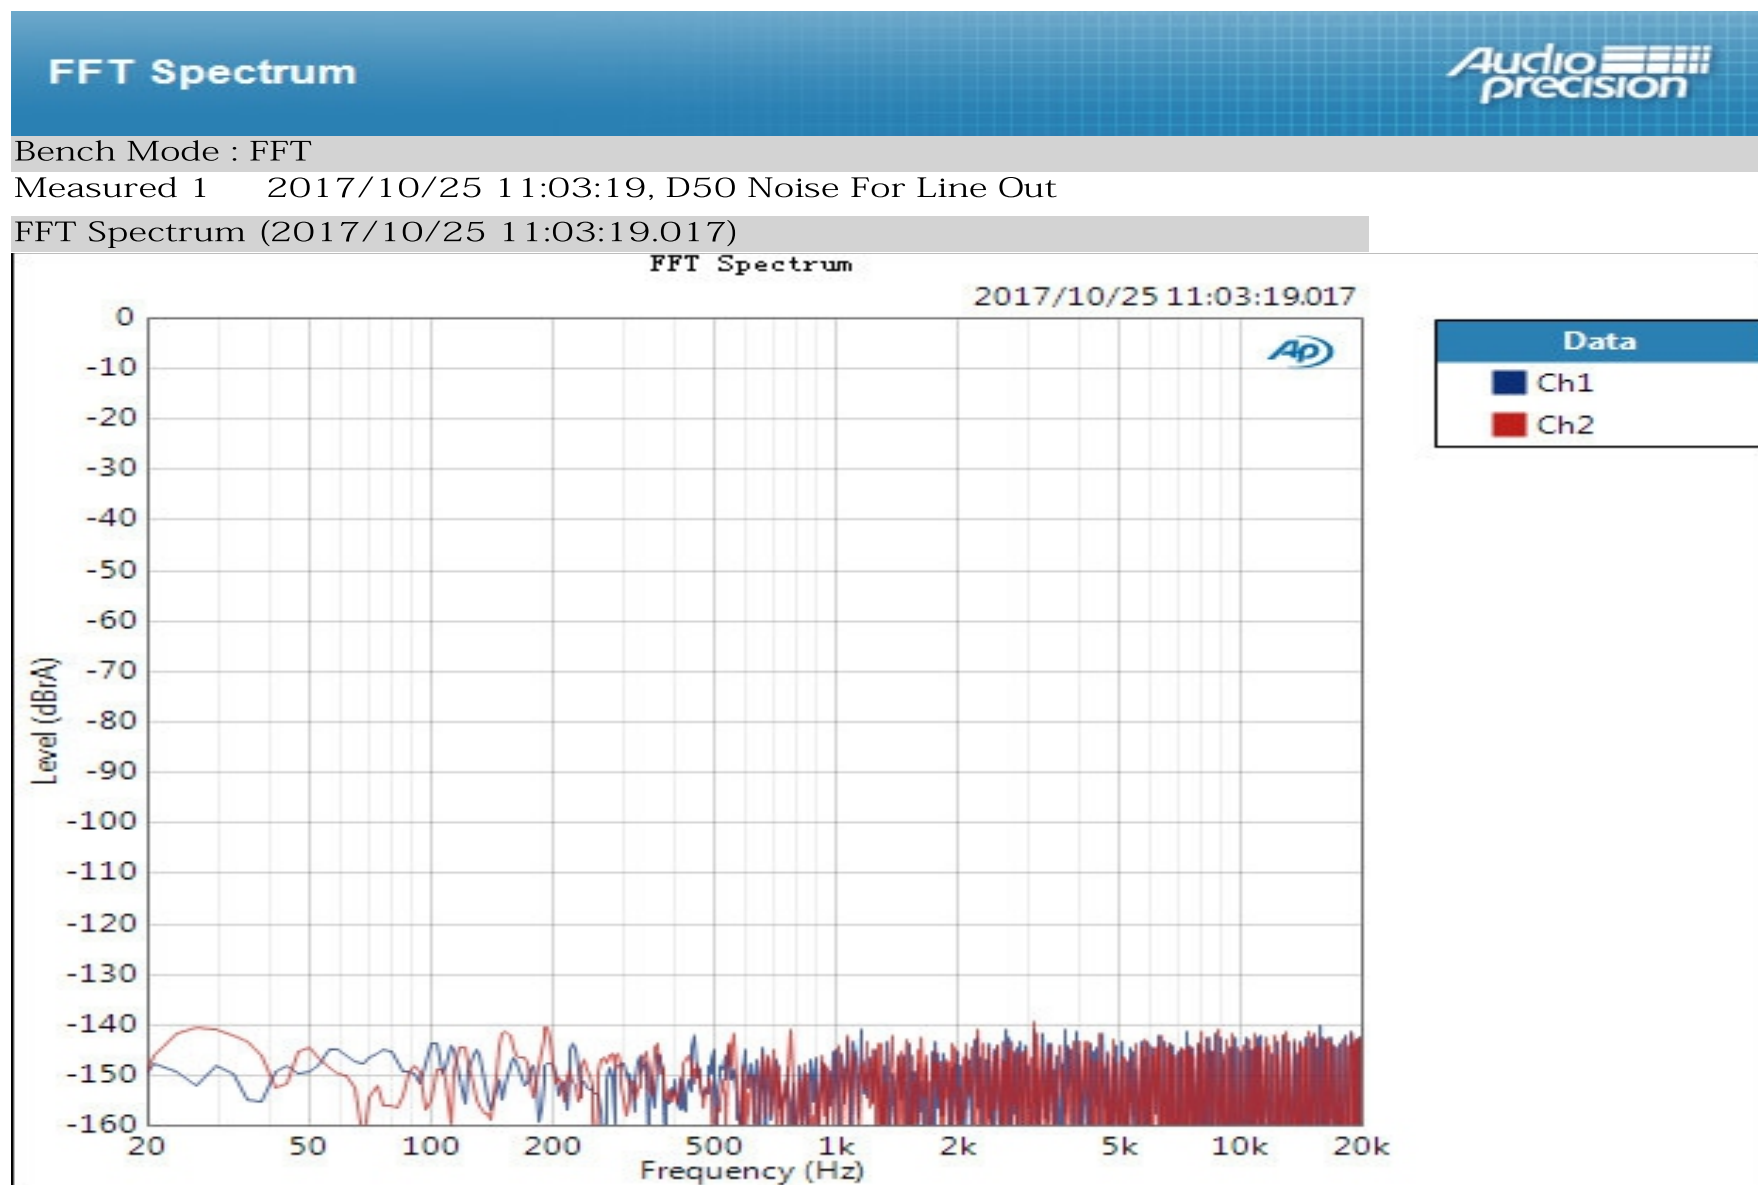 FFT Spectrum
Audio precision
Bench Mode : FFT
Measured 1 2017/10/25 11:03:19, D50 Noise For Line Out
FFT Spectrum (2017/10/25 11:03:19.017)
FFT Spectrum
2017/10/25 11:03:19.017
AP
Data
Ch1
Ch2
Level (dBrA)
0
-10
-20
-30
-40
-50
-60
-70
-80
-90
-100
-110
-120
-130
-140
-150
-160
20 50 100 200 500 1k 2k 5k 10k 20k
Frequency (Hz)